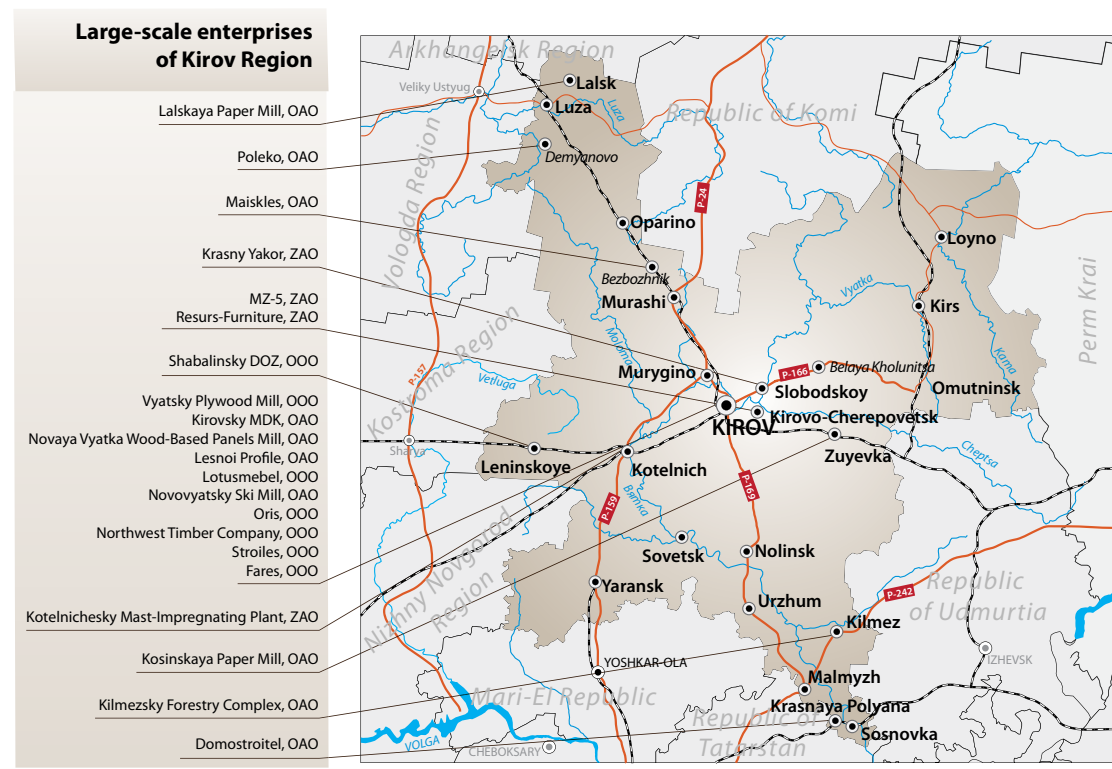 Large-scale enterprises
of Kirov Region
Lalskaya Paper Mill, OAO
Poleko, OAO
Maiskles, OAO
Krasny Yakor, ZAO
MZ-5, ZAO
Resurs-Furniture, ZAO
Shabalinsky DOZ, OOO
Vyatsky Plywood Mill, OOO
Kirovsky MDK, OAO
Novaya Vyatka Wood-Based Panels Mill, OAO
Lesnoi Profile, OAO
Lotusmebel, OOO
Novovyatsky Ski Mill, OAO
Oris, OOO
Northwest Timber Company, OOO
Stroiles, OOO
Fares, OOO
Kotelnichesky Mast-Impregnating Plant, ZAO
Kosinskaya Paper Mill, OAO
Kilmezsky Forestry Complex, OAO
Domostroitel, OAO
Arkhangelsk Region
Veliky Ustyug
Lalsk
Luza
Luza
Republic of Komi
Demyanovo
Vologda Region
P-24
Oparino
Loyno
Bezbozhnik
Murashi
Vyatka
Kirs
Perm Krai
Kama
Moloma
Kostroma Region
P-157
Vetluga
Murygino
P-166
Belaya Kholunitsa
Slobodskoy
Omutninsk
Kirovo-Cherepovetsk
KIROV
Sharya
Leninskoye
Kotelnich
Zuyevka
Cheptsa
P-169
Вятка
P-159
Nizhny Novgorod
Region
Sovetsk
Nolinsk
Yaransk
Urzhum
P-242
Republic
of Udmurtia
Kilmez
YOSHKAR-OLA
IZHEVSK
Malmyzh
Mari-El Republic
Krasnaya Polyana
Republic of
Tatarstan
Sosnovka
VOLGA
CHEBOKSARY